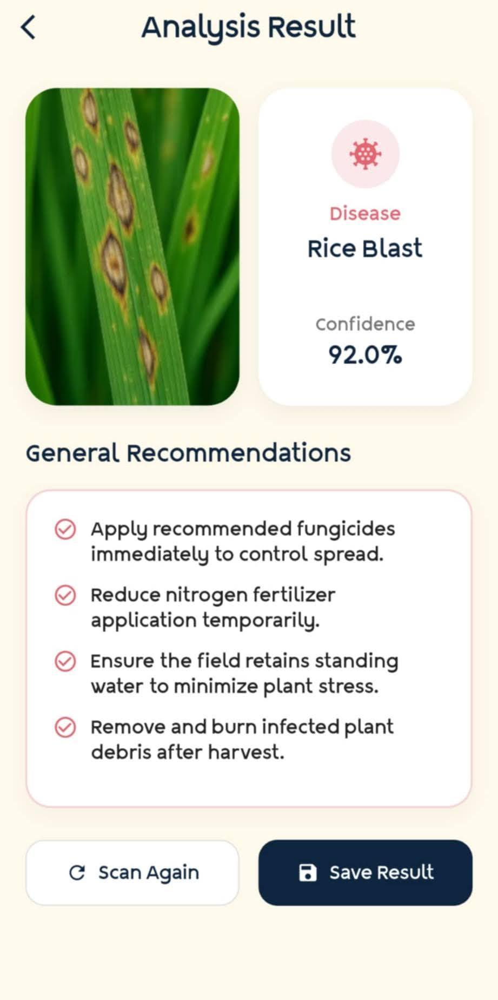 Analysis Result
Disease
Rice Blast
Confidence
92.0%
General Recommendations
Apply recommended fungicides
immediately to control spread.
Reduce nitrogen fertilizer
application temporarily.
Ensure the field retains standing
water to minimize plant stress.
Remove and burn infected plant
debris after harvest.
Scan Again
Save Result